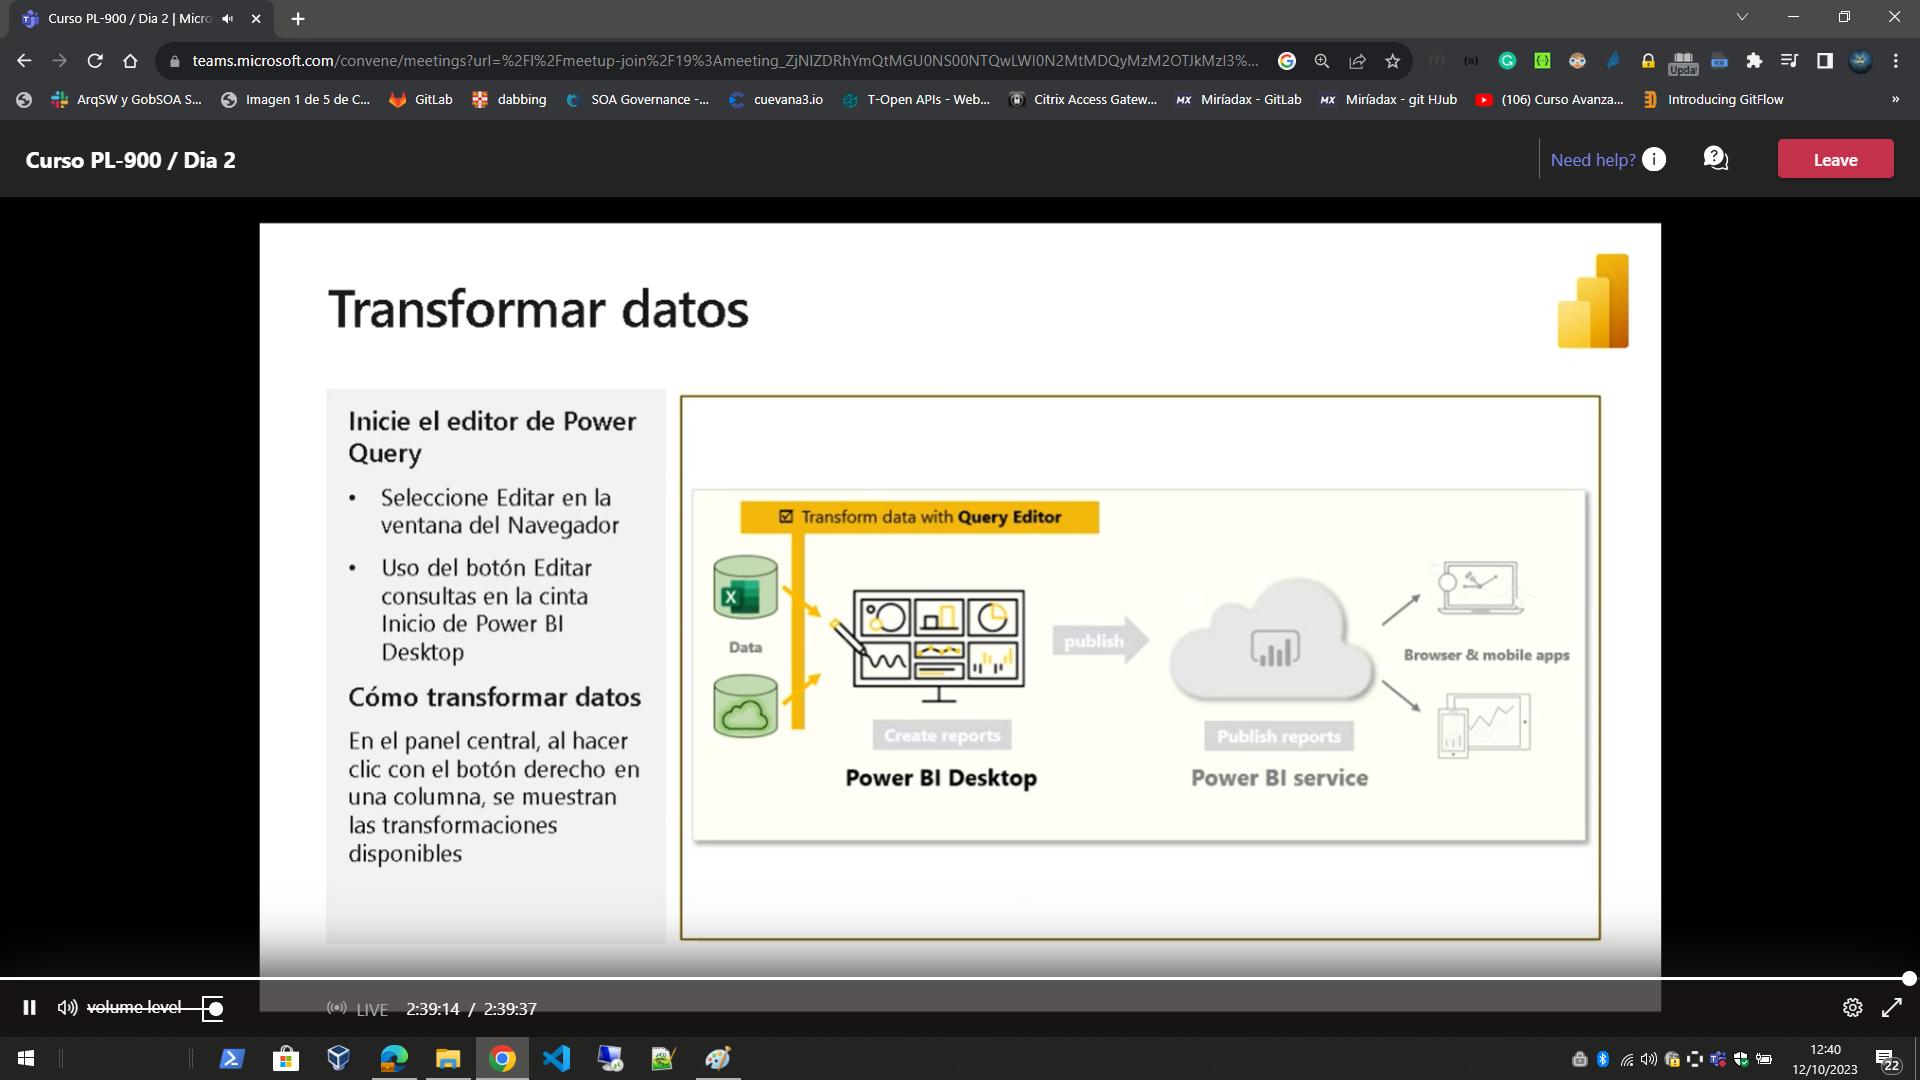 Curso PL-900 / Dia 2 | Micro
teams.microsoft.com/convene/meetings?url=%2Fl%2Fmeetup-join%2F19%3Ameeting_ZjNlZDRhYmQtMGU0NS00NTQwLWI0N2MtMDQyMzM2OTJkMzI3%...
Upda
ArqSW y GobSOA S...
Imagen 1 de 5 de C...
GitLab
dabbing
SOA Governance -...
cuevana3.io
T-Open APIs - Web...
Citrix Access Gatew...
Miríadax - GitLab
Miríadax - git HJub
(106) Curso Avanza...
Introducing GitFlow
»
Curso PL-900 / Dia 2
Need help?
Leave
Transformar datos
Inicie el editor de Power
Query
• Seleccione Editar en la
ventana del Navegador
• Uso del botón Editar
consultas en la cinta
Inicio de Power BI
Desktop
Cómo transformar datos
En el panel central, al hacer
clic con el botón derecho en
una columna, se muestran
las transformaciones
disponibles
Transform data with Query Editor
Data
publish
Create reports
Power BI Desktop
Publish reports
Power BI service
Browser & mobile apps
volume level
LIVE
2:39:14 / 2:39:37
12:40
12/10/2023
22